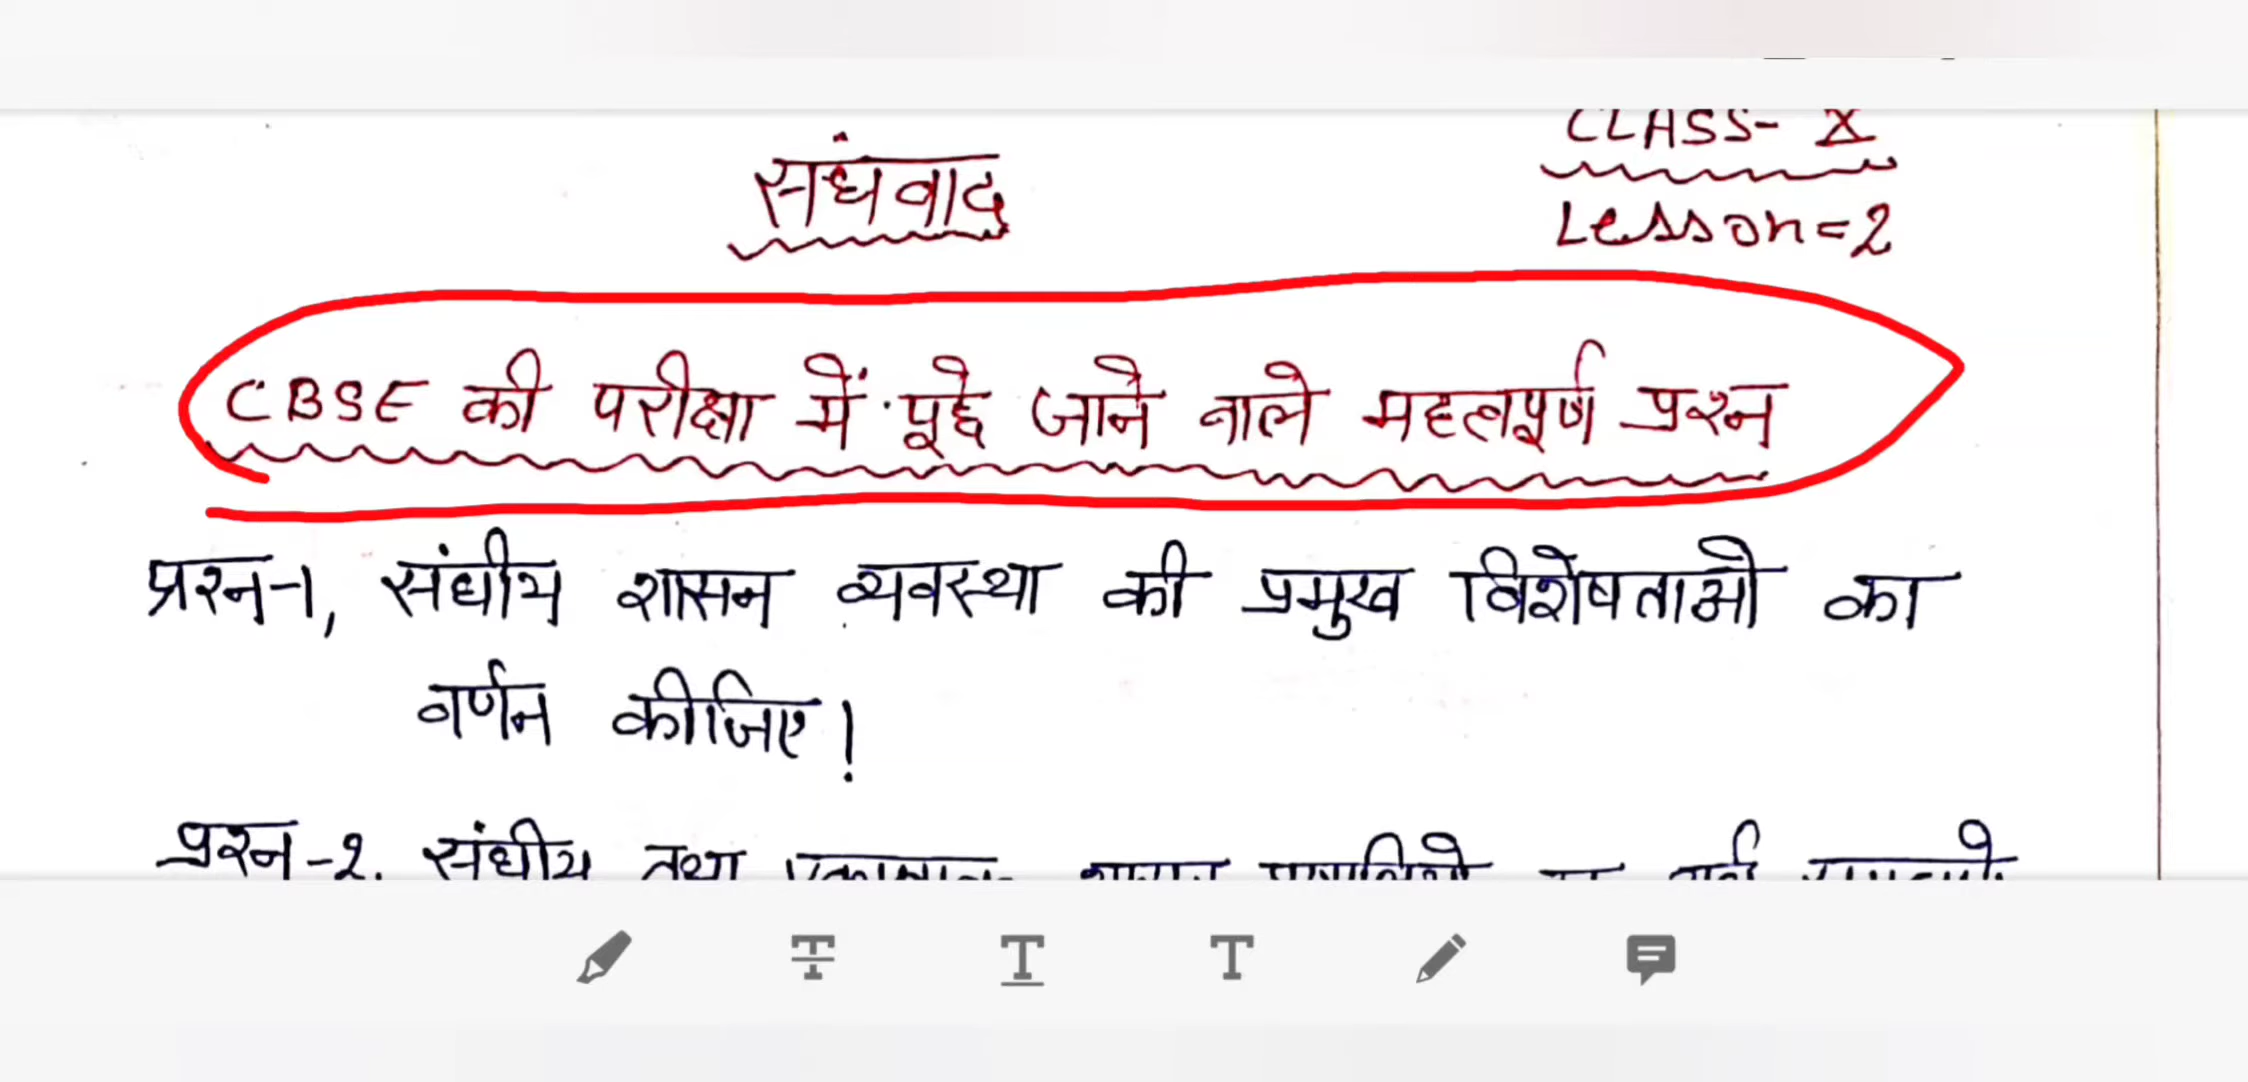 CLASS- X
संघवाद
Lesson=2
CBSE की परीक्षा में पूछे जाने वाले महत्वपूर्ण प्रश्न
प्रश्न-1, संघीय शासन व्यवस्था की प्रमुख विशेषताओ का
वर्णन कीजिए!
प्रश्न-2. संघीय तथा